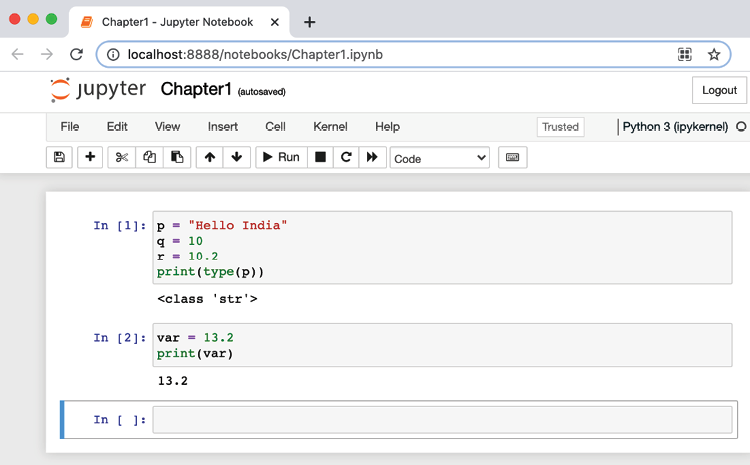 Chapter1 - Jupyter Notebook
localhost:8888/notebooks/Chapter1.ipynb
jupyter Chapter1 (autosaved) Logout
File Edit View Insert Cell Kernel Help Trusted Python 3 (ipykernel)
Run Code
In [1]: p = "Hello India"
q = 10
r = 10.2
print(type(p))
<class 'str'>
In [2]: var = 13.2
print(var)
13.2
In [ ]: